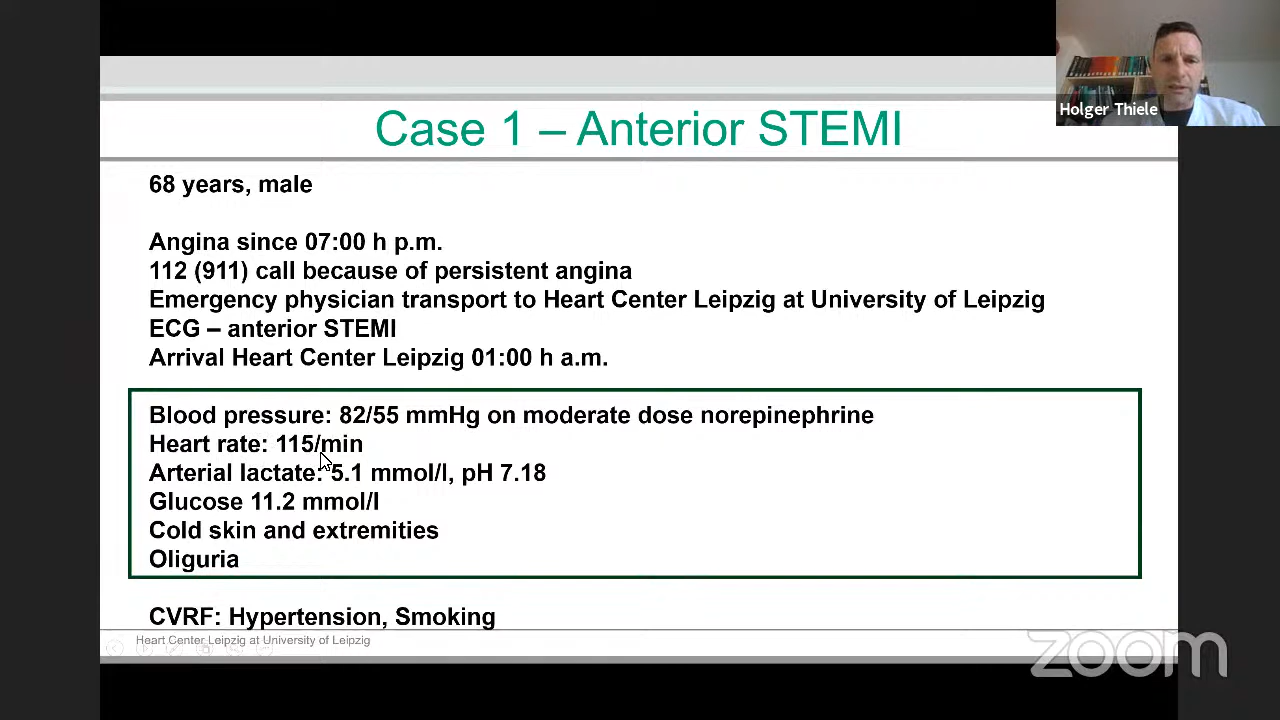 Holger Thiele
Case 1 – Anterior STEMI
68 years, male
Angina since 07:00 h p.m.
112 (911) call because of persistent angina
Emergency physician transport to Heart Center Leipzig at University of Leipzig
ECG – anterior STEMI
Arrival Heart Center Leipzig 01:00 h a.m.
Blood pressure: 82/55 mmHg on moderate dose norepinephrine
Heart rate: 115/min
Arterial lactate: 5.1 mmol/l, pH 7.18
Glucose 11.2 mmol/l
Cold skin and extremities
Oliguria
CVRF: Hypertension, Smoking
Heart Center Leipzig at University of Leipzig
zoom